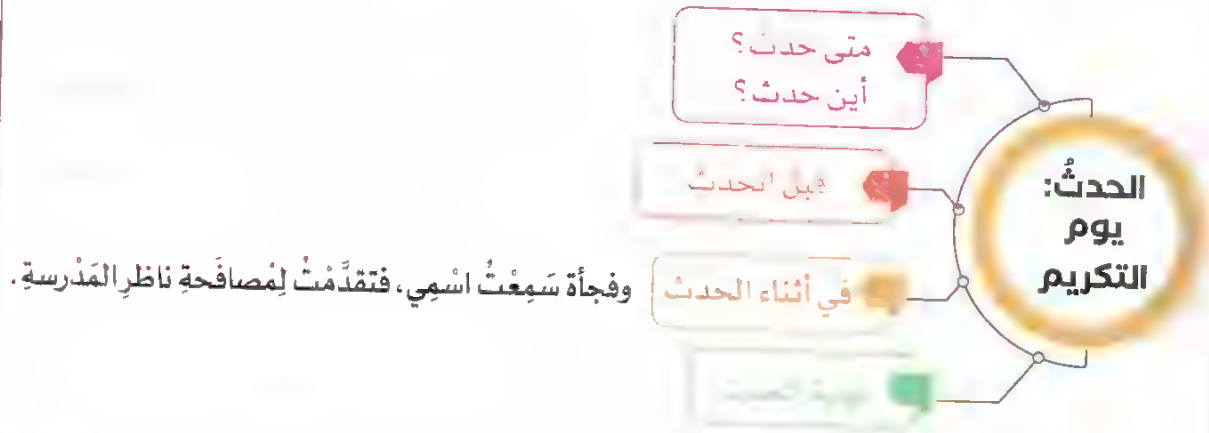 متى حدث؟
أين حدث؟
الحدثُ:
يوم
التكريم
قبل الحدث
في أثناء الحدث
وفجأة سَمِعْتُ اسْمِي، فتقدَّمْتُ لِمُصافَحةِ ناظرِ المَدْرسةِ.